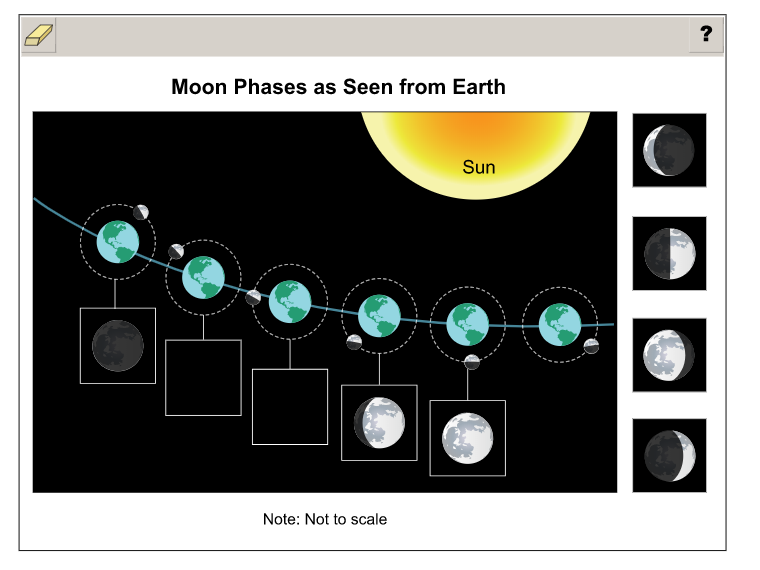 ?
Moon Phases as Seen from Earth
Sun
Note: Not to scale